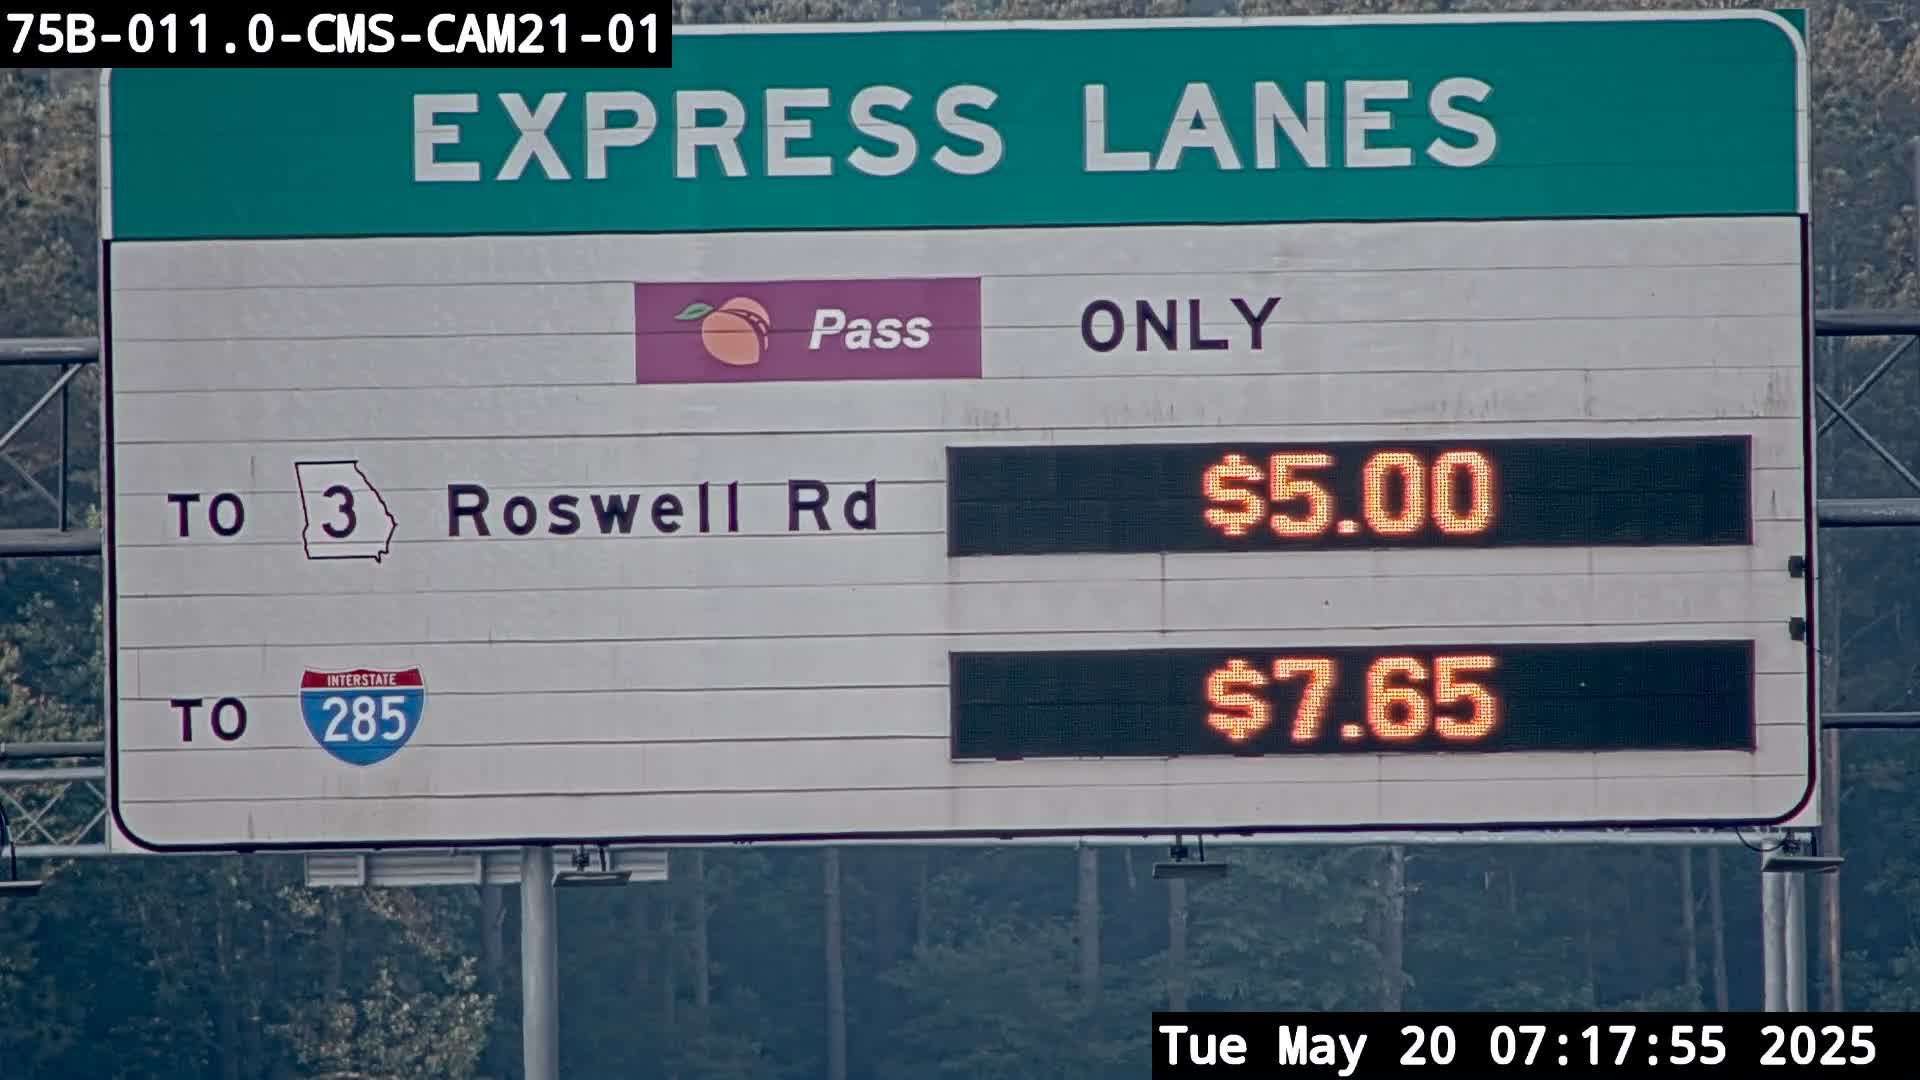 75B-011.0-CMS-CAM21-01
EXPRESS LANES
Pass ONLY
TO 3 Roswell Rd $5.00
INTERSTATE
TO 285 $7.65
Tue May 20 07:17:55 2025